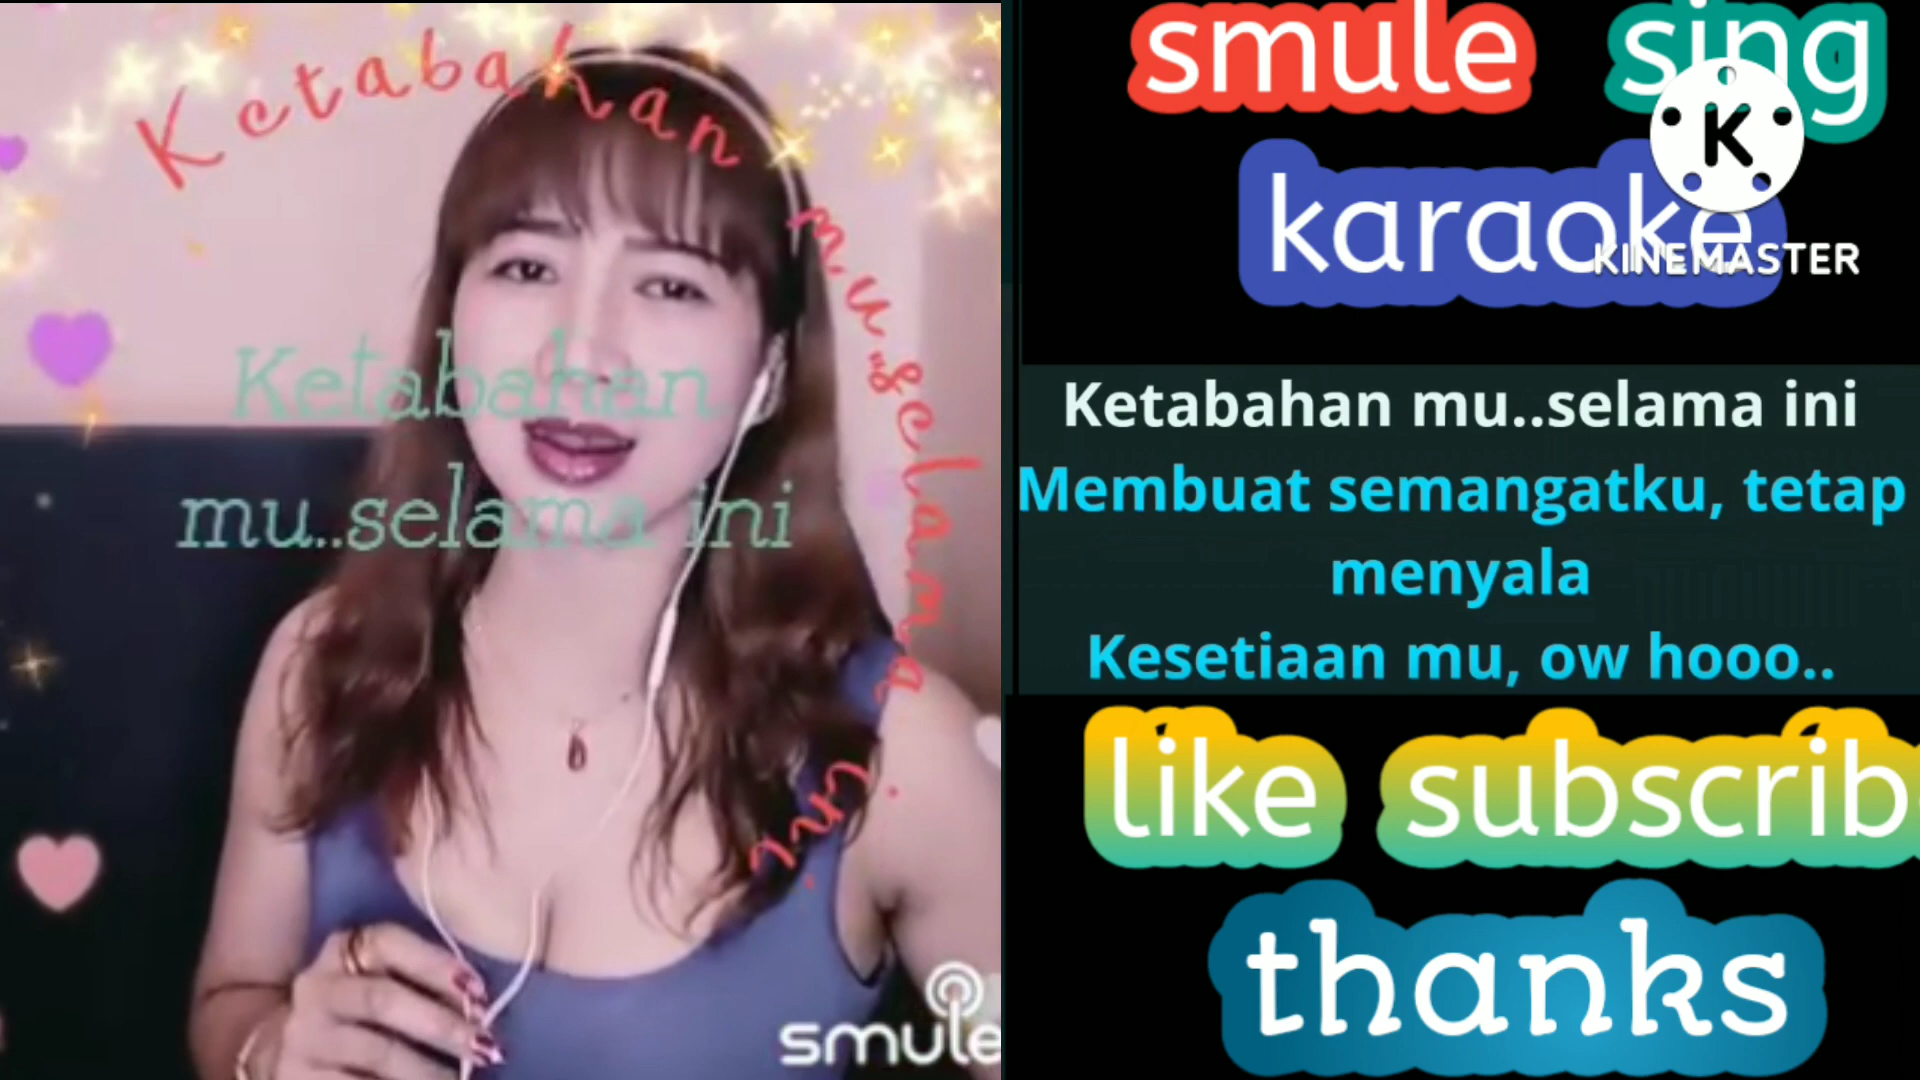 Ketabahan mu..selama ini
Ketabahan
mu..selama ini
smule
smule sing
karaoke
KINEMASTER
Ketabahan mu..selama ini
Membuat semangatku, tetap
menyala
Kesetiaan mu, ow hooo..
like subscrib
thanks